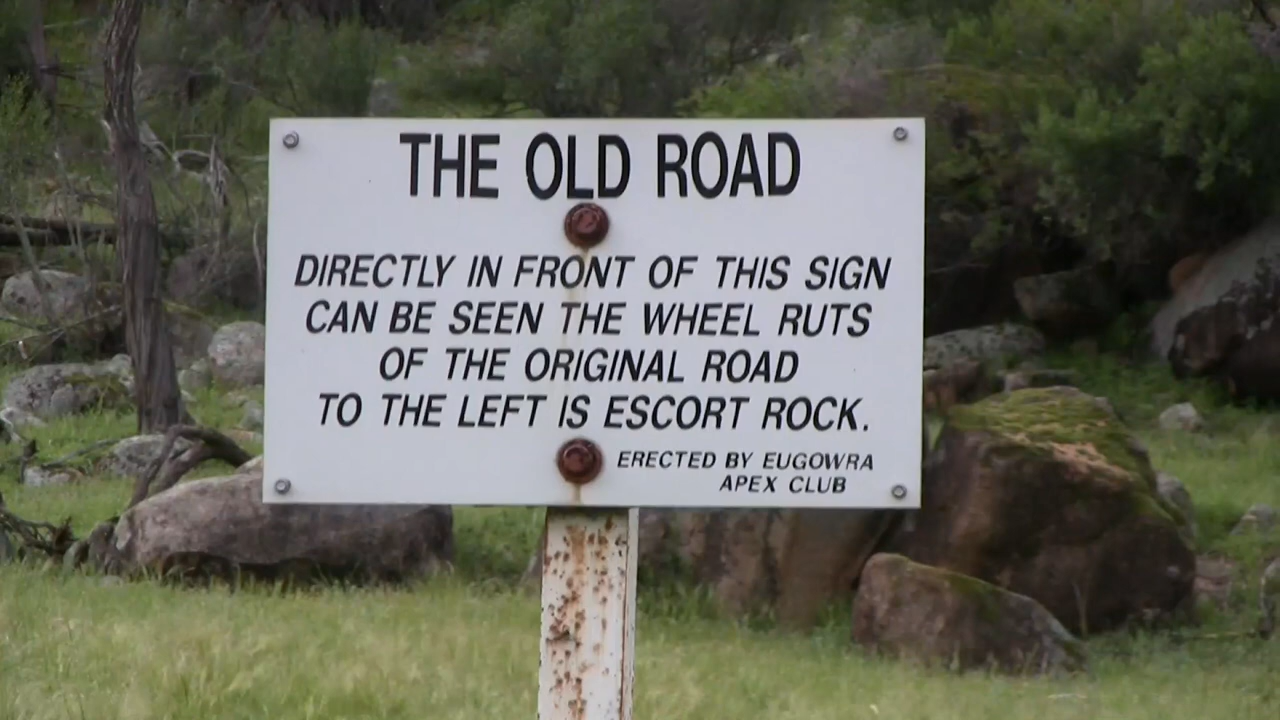 THE OLD ROAD
DIRECTLY IN FRONT OF THIS SIGN
CAN BE SEEN THE WHEEL RUTS
OF THE ORIGINAL ROAD
TO THE LEFT IS ESCORT ROCK.
ERECTED BY EUGOWRA
APEX CLUB